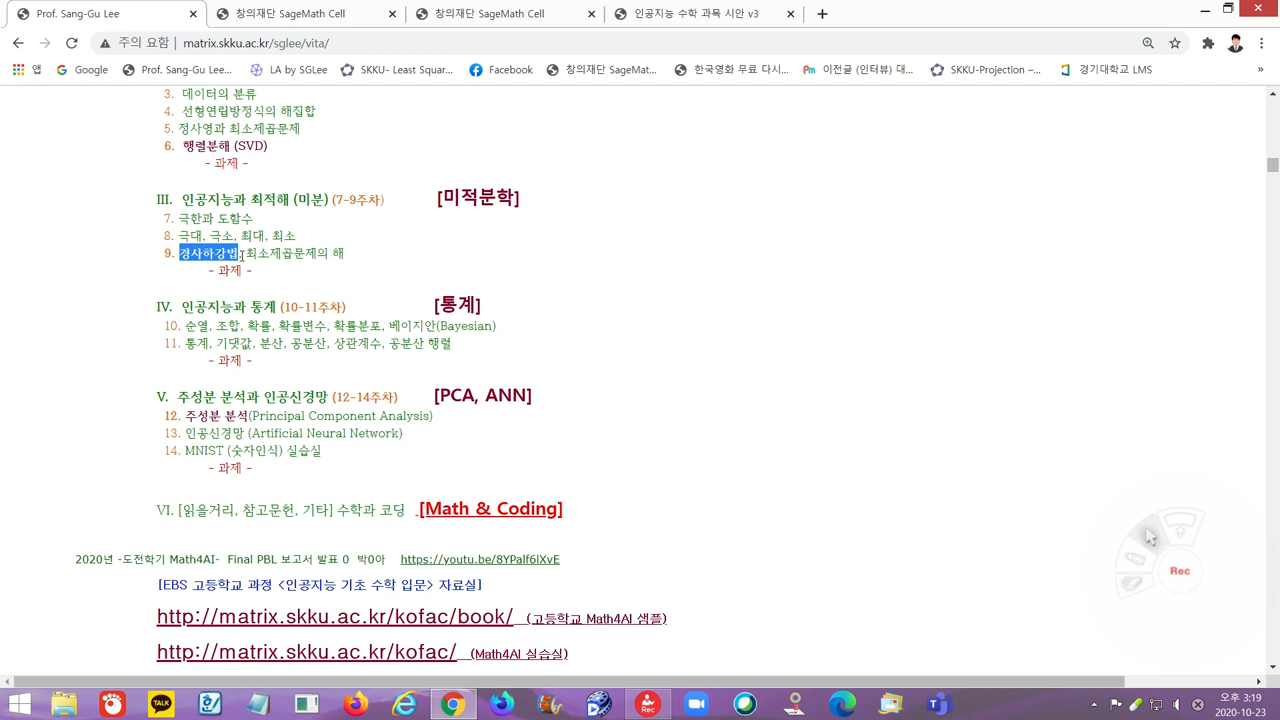 Prof. Sang-Gu Lee
창의재단 SageMath Cell
창의재단 SageMath Cell
인공지능 수학 과목 시안 v3
주의 요함 | matrix.skku.ac.kr/sglee/vita/
앱
Google
Prof. Sang-Gu Lee...
LA by SGLee
SKKU- Least Squar...
Facebook
창의재단 SageMat...
한국영화 무료 다시...
이전글 (인터뷰) 대...
SKKU-Projection –...
경기대학교 LMS
»
3. 데이터의 분류
4. 선형연립방정식의 해집합
5. 정사영과 최소제곱문제
6. 행렬분해 (SVD)
- 과제 -
III. 인공지능과 최적해 (미분) (7-9주차) [미적분학]
7. 극한과 도함수
8. 극대, 극소, 최대, 최소
9. 경사하강법, 최소제곱문제의 해
- 과제 -
IV. 인공지능과 통계 (10-11주차) [통계]
10. 순열, 조합, 확률, 확률변수, 확률분포, 베이지안(Bayesian)
11. 통계, 기댓값, 분산, 공분산, 상관계수, 공분산 행렬
- 과제 -
V. 주성분 분석과 인공신경망 (12-14주차) [PCA, ANN]
12. 주성분 분석(Principal Component Analysis)
13. 인공신경망 (Artificial Neural Network)
14. MNIST (숫자인식) 실습실
- 과제 -
VI. [읽을거리, 참고문헌, 기타] 수학과 코딩 [Math & Coding]
2020년 -도전학기 Math4AI- Final PBL 보고서 발표 0 박0아 https://youtu.be/8YPalf6lXvE
[EBS 고등학교 과정 <인공지능 기초 수학 입문> 자료실]
http://matrix.skku.ac.kr/kofac/book/ (고등학교 Math4AI 샘플)
http://matrix.skku.ac.kr/kofac/ (Math4AI 실습실)
Rec
TALK
Rec
오후 3:19
2020-10-23